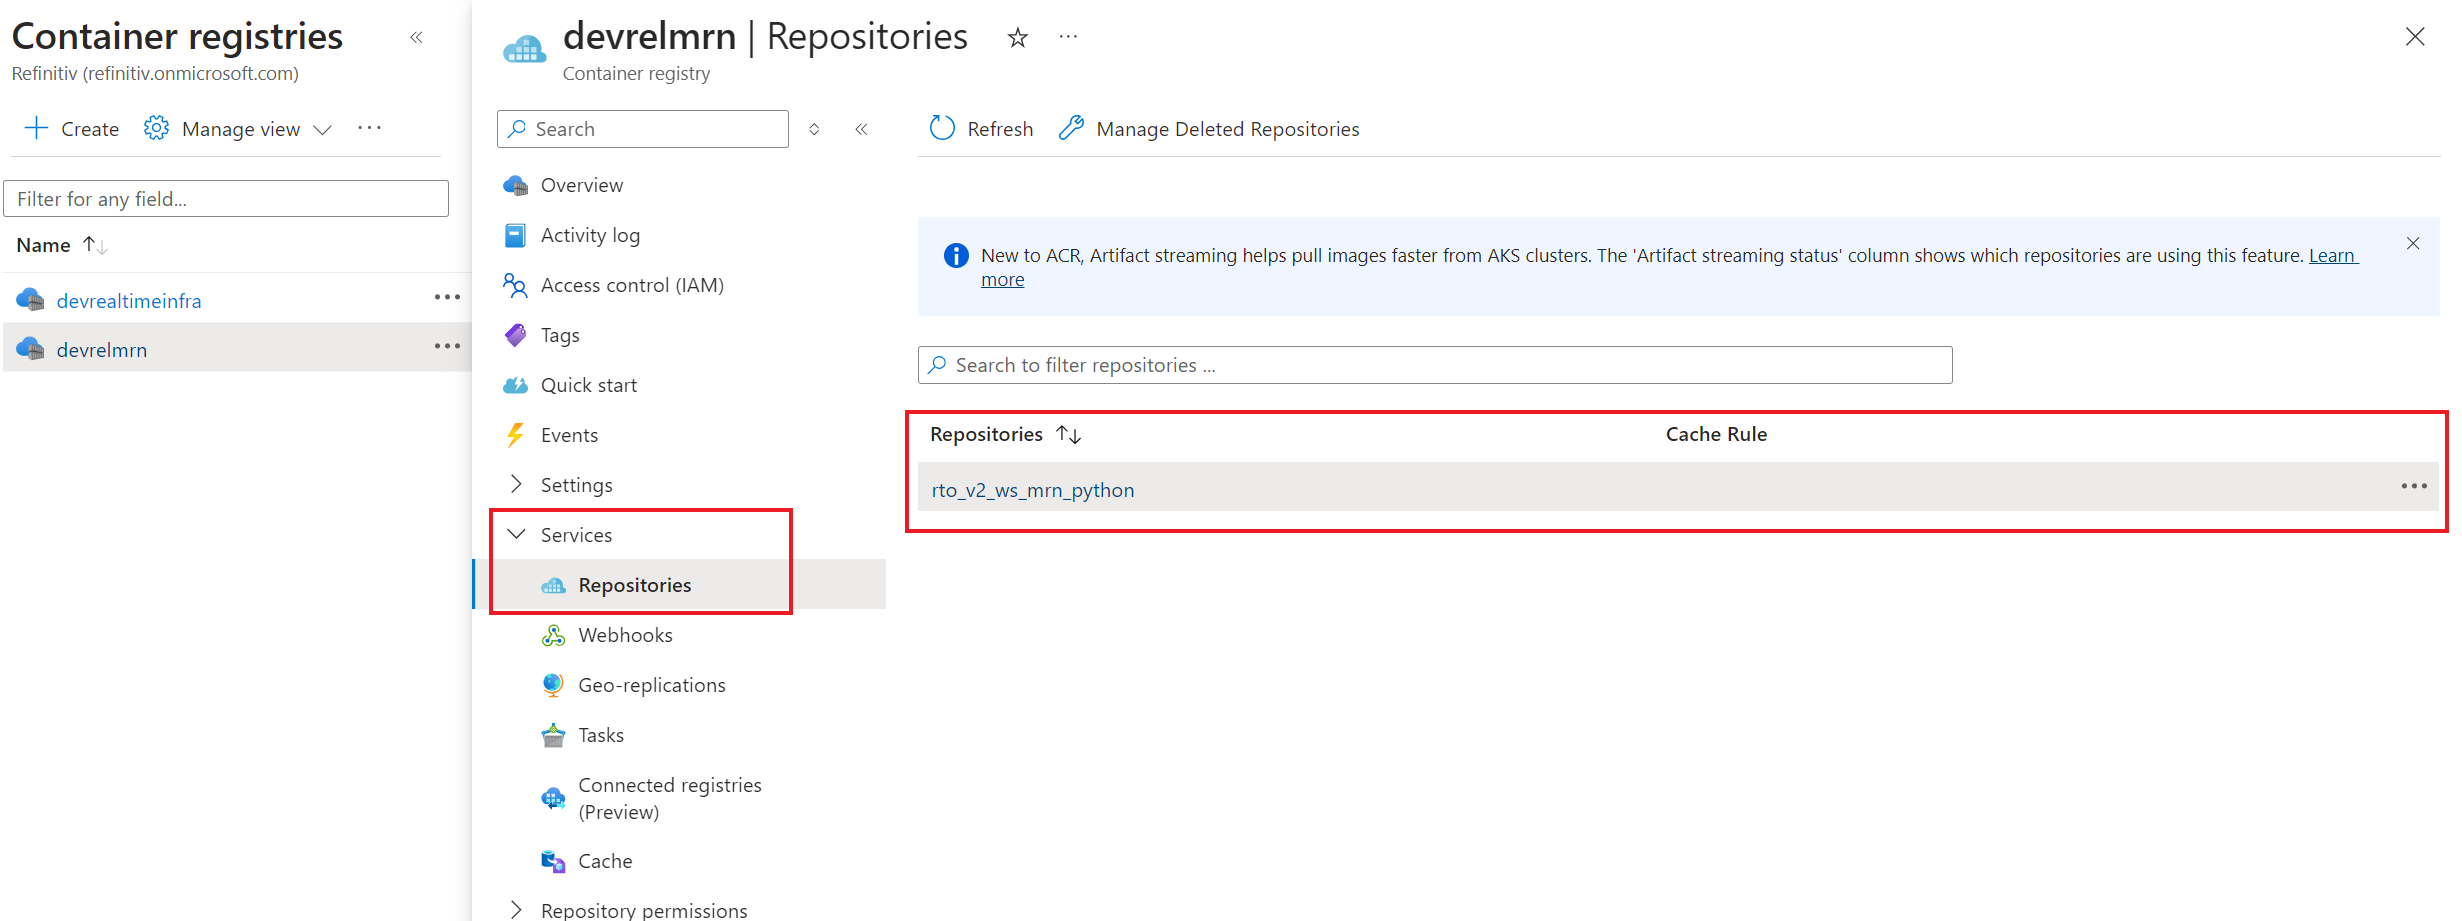 Container registries
Refinitiv (refinitiv.onmicrosoft.com)
Create
Manage view
Filter for any field...
Name
devrealtimeinfra
devrelmrn
devrelmrn | Repositories
Container registry
Search
Overview
Activity log
Access control (IAM)
Tags
Quick start
Events
Settings
Services
Repositories
Webhooks
Geo-replications
Tasks
Connected registries
(Preview)
Cache
Repository permissions
Refresh
Manage Deleted Repositories
New to ACR, Artifact streaming helps pull images faster from AKS clusters. The 'Artifact streaming status' column shows which repositories are using this feature. Learn
more
Search to filter repositories ...
Repositories
Cache Rule
rto_v2_ws_mrn_python